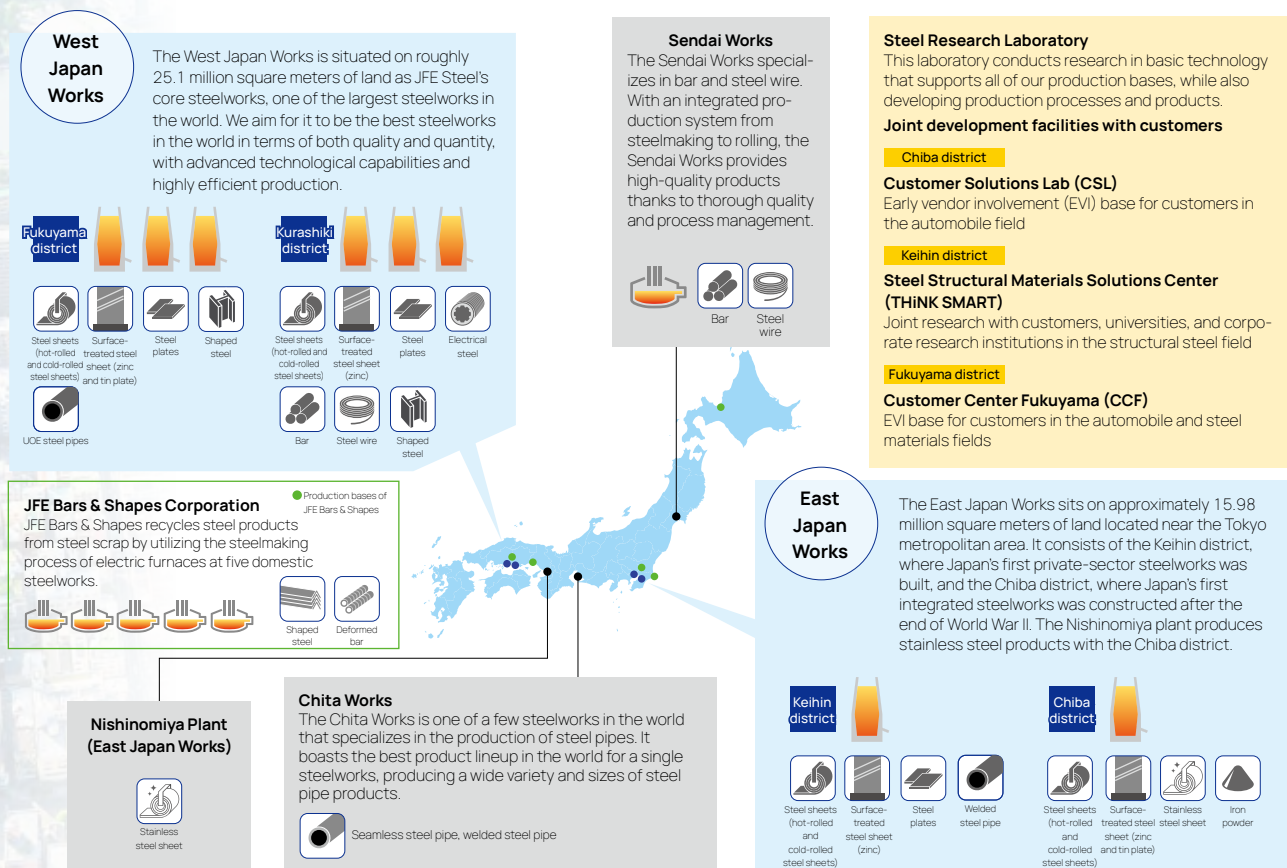 West
Japan
Works
The West Japan Works is situated on roughly
25.1 million square meters of land as JFE Steel's
core steelworks, one of the largest steelworks in
the world. We aim for it to be the best steelworks
in the world in terms of both quality and quantity,
with advanced technological capabilities and
highly efficient production.
Fukuyama
district
Steel sheets
(hot-rolled
and cold-rolled
steel sheets)
Surface-
treated steel
sheet (zinc
and tin plate)
Steel
plates
Shaped
steel
UOE steel pipes
Kurashiki
district
Steel sheets
(hot-rolled and
cold-rolled
steel sheets)
Surface-
treated
steel sheet
(zinc)
Steel
plates
Electrical
steel
Bar
Steel wire
Shaped
steel
Sendai Works
The Sendai Works special-
izes in bar and steel wire.
With an integrated pro-
duction system from
steelmaking to rolling, the
Sendai Works provides
high-quality products
thanks to thorough quality
and process management.
Bar
Steel
wire
Steel Research Laboratory
This laboratory conducts research in basic technology
that supports all of our production bases, while also
developing production processes and products.
Joint development facilities with customers
Chiba district
Customer Solutions Lab (CSL)
Early vendor involvement (EVI) base for customers in
the automobile field
Keihin district
Steel Structural Materials Solutions Center
(THiNK SMART)
Joint research with customers, universities, and corpo-
rate research institutions in the structural steel field
Fukuyama district
Customer Center Fukuyama (CCF)
EVI base for customers in the automobile and steel
materials fields
JFE Bars & Shapes Corporation
Production bases of
JFE Bars & Shapes
JFE Bars & Shapes recycles steel products
from steel scrap by utilizing the steelmaking
process of electric furnaces at five domestic
steelworks.
Shaped
steel
Deformed
bar
East
Japan
Works
The East Japan Works sits on approximately 15.98
million square meters of land located near the Tokyo
metropolitan area. It consists of the Keihin district,
where Japan's first private-sector steelworks was
built, and the Chiba district, where Japan's first
integrated steelworks was constructed after the
end of World War II. The Nishinomiya plant produces
stainless steel products with the Chiba district.
Keihin
district
Steel sheets
(hot-rolled
and
cold-rolled
steel sheets)
Surface-
treated
steel sheet
(zinc)
Steel
plates
Welded
steel pipe
Chiba
district
Steel sheets
(hot-rolled
and
cold-rolled
steel sheets)
Surface-
treated steel
sheet (zinc
and tin plate)
Stainless
steel sheet
Iron
powder
Nishinomiya Plant
(East Japan Works)
Stainless
steel sheet
Chita Works
The Chita Works is one of a few steelworks in the world
that specializes in the production of steel pipes. It
boasts the best product lineup in the world for a single
steelworks, producing a wide variety and sizes of steel
pipe products.
Seamless steel pipe, welded steel pipe